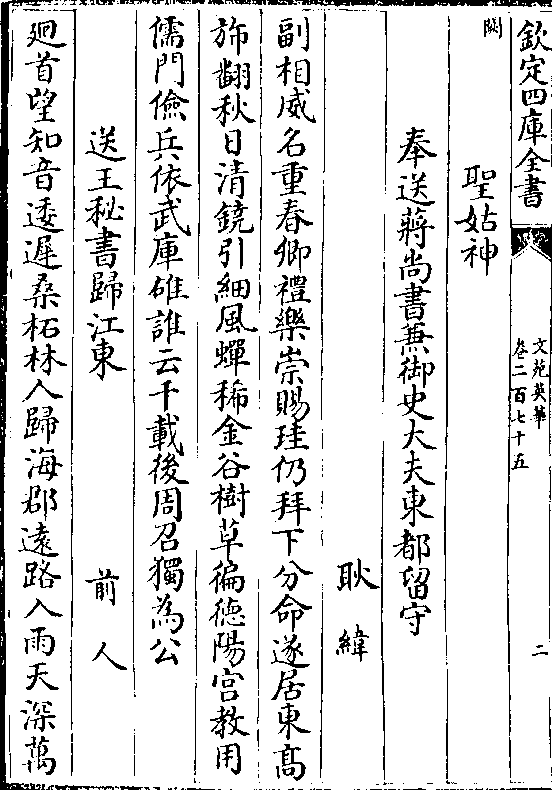 欽定四庫全書
文苑英華
卷二百七十五
二
闕
聖姑神
奉送蔣尚書兼御史大夫東都留守
耿緯
副相威名重春卿禮樂崇賜珪仍拜下分命遂居東髙
斾翻秋日清鐃引細風蟬稀金谷樹草徧徳陽宫教用
儒門儉兵依武庫雄誰云千載後周召獨為公
送王秘書歸江東
前人
廻首望知音逶遲桑柘林人歸海郡遠路入雨天深萬